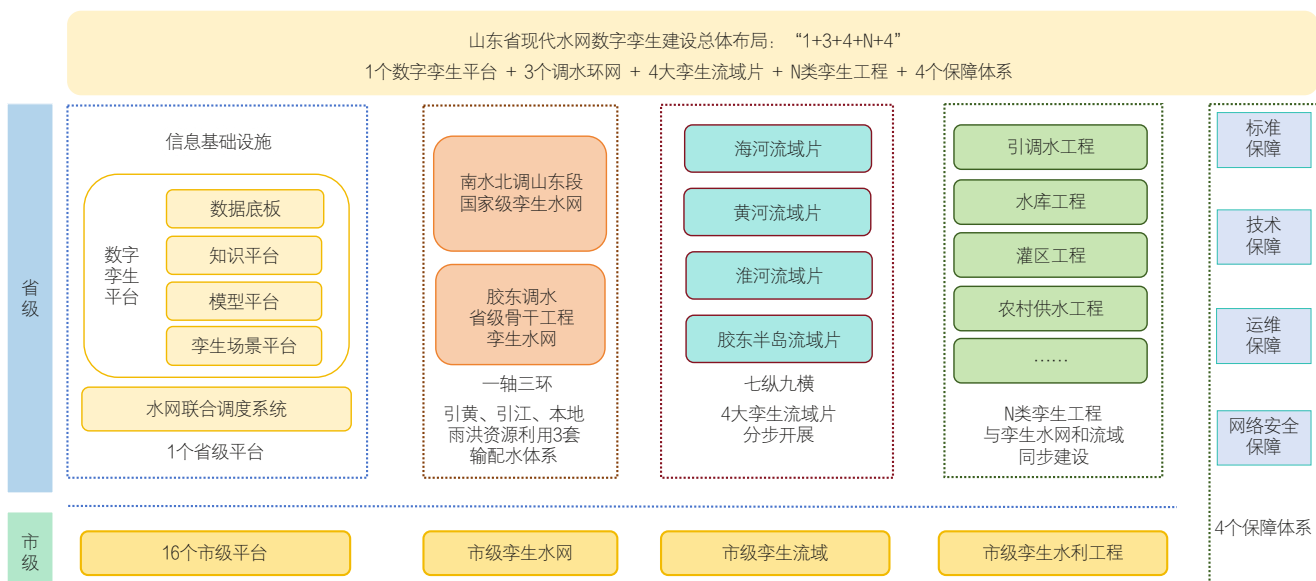 山东省现代水网数字孪生建设总体布局：“1+3+4+N+4”
1个数字孪生平台 + 3个调水环网 + 4大孪生流域片 + N类孪生工程 + 4个保障体系
省
级
信息基础设施
数字
孪生
平台
数据底板
知识平台
模型平台
孪生场景平台
水网联合调度系统
1个省级平台
南水北调山东段
国家级孪生水网
胶东调水
省级骨干工程
孪生水网
一轴三环
引黄、引江、本地
雨洪资源利用3套
输配水体系
海河流域片
黄河流域片
淮河流域片
胶东半岛流域片
七纵九横
4大孪生流域片
分步开展
引调水工程
水库工程
灌区工程
农村供水工程
……
N类孪生工程
与孪生水网和流域
同步建设
标准
保障
技术
保障
运维
保障
网络安全
保障
4个保障体系
市
级
16个市级平台
市级孪生水网
市级孪生流域
市级孪生水利工程